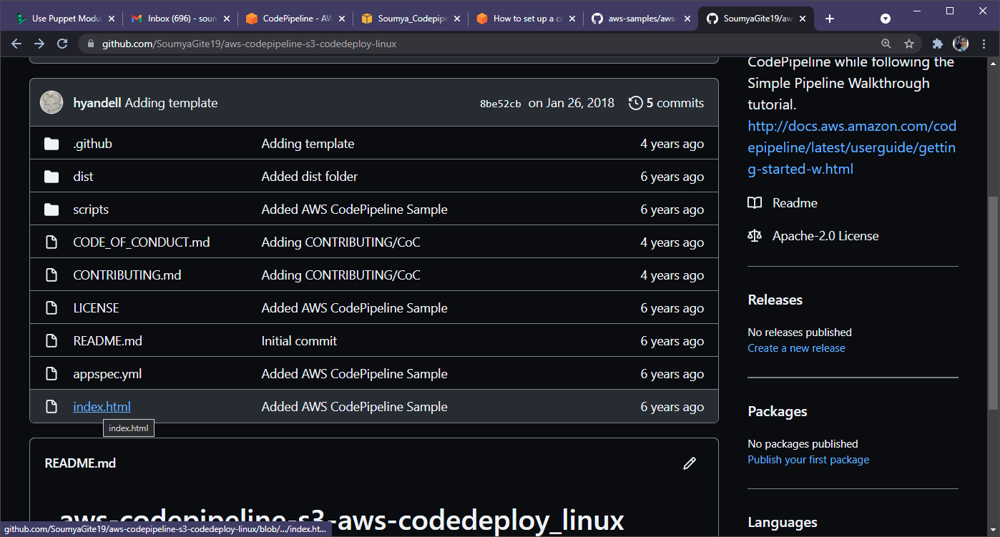 Use Puppet Modul
Inbox (696) - soum
CodePipeline - AW
Soumya_Codepipe
How to set up a co
aws-samples/aws-
SoumyaGite19/aw
github.com/SoumyaGite19/aws-codepipeline-s3-codedeploy-linux
hyandell Adding template 8be52cb on Jan 26, 2018 5 commits
.github Adding template 4 years ago
dist Added dist folder 6 years ago
scripts Added AWS CodePipeline Sample 6 years ago
CODE_OF_CONDUCT.md Adding CONTRIBUTING/CoC 4 years ago
CONTRIBUTING.md Adding CONTRIBUTING/CoC 4 years ago
LICENSE Added AWS CodePipeline Sample 6 years ago
README.md Initial commit 6 years ago
appspec.yml Added AWS CodePipeline Sample 6 years ago
index.html Added AWS CodePipeline Sample 6 years ago
index.html
README.md
aws-codepipeline-s3-aws-codedeploy_linux
CodePipeline while following the
Simple Pipeline Walkthrough
tutorial.
http://docs.aws.amazon.com/cod
epipeline/latest/userguide/gettin
g-started-w.html
Readme
Apache-2.0 License
Releases
No releases published
Create a new release
Packages
No packages published
Publish your first package
Languages
github.com/SoumyaGite19/aws-codepipeline-s3-codedeploy-linux/blob/.../index.ht...